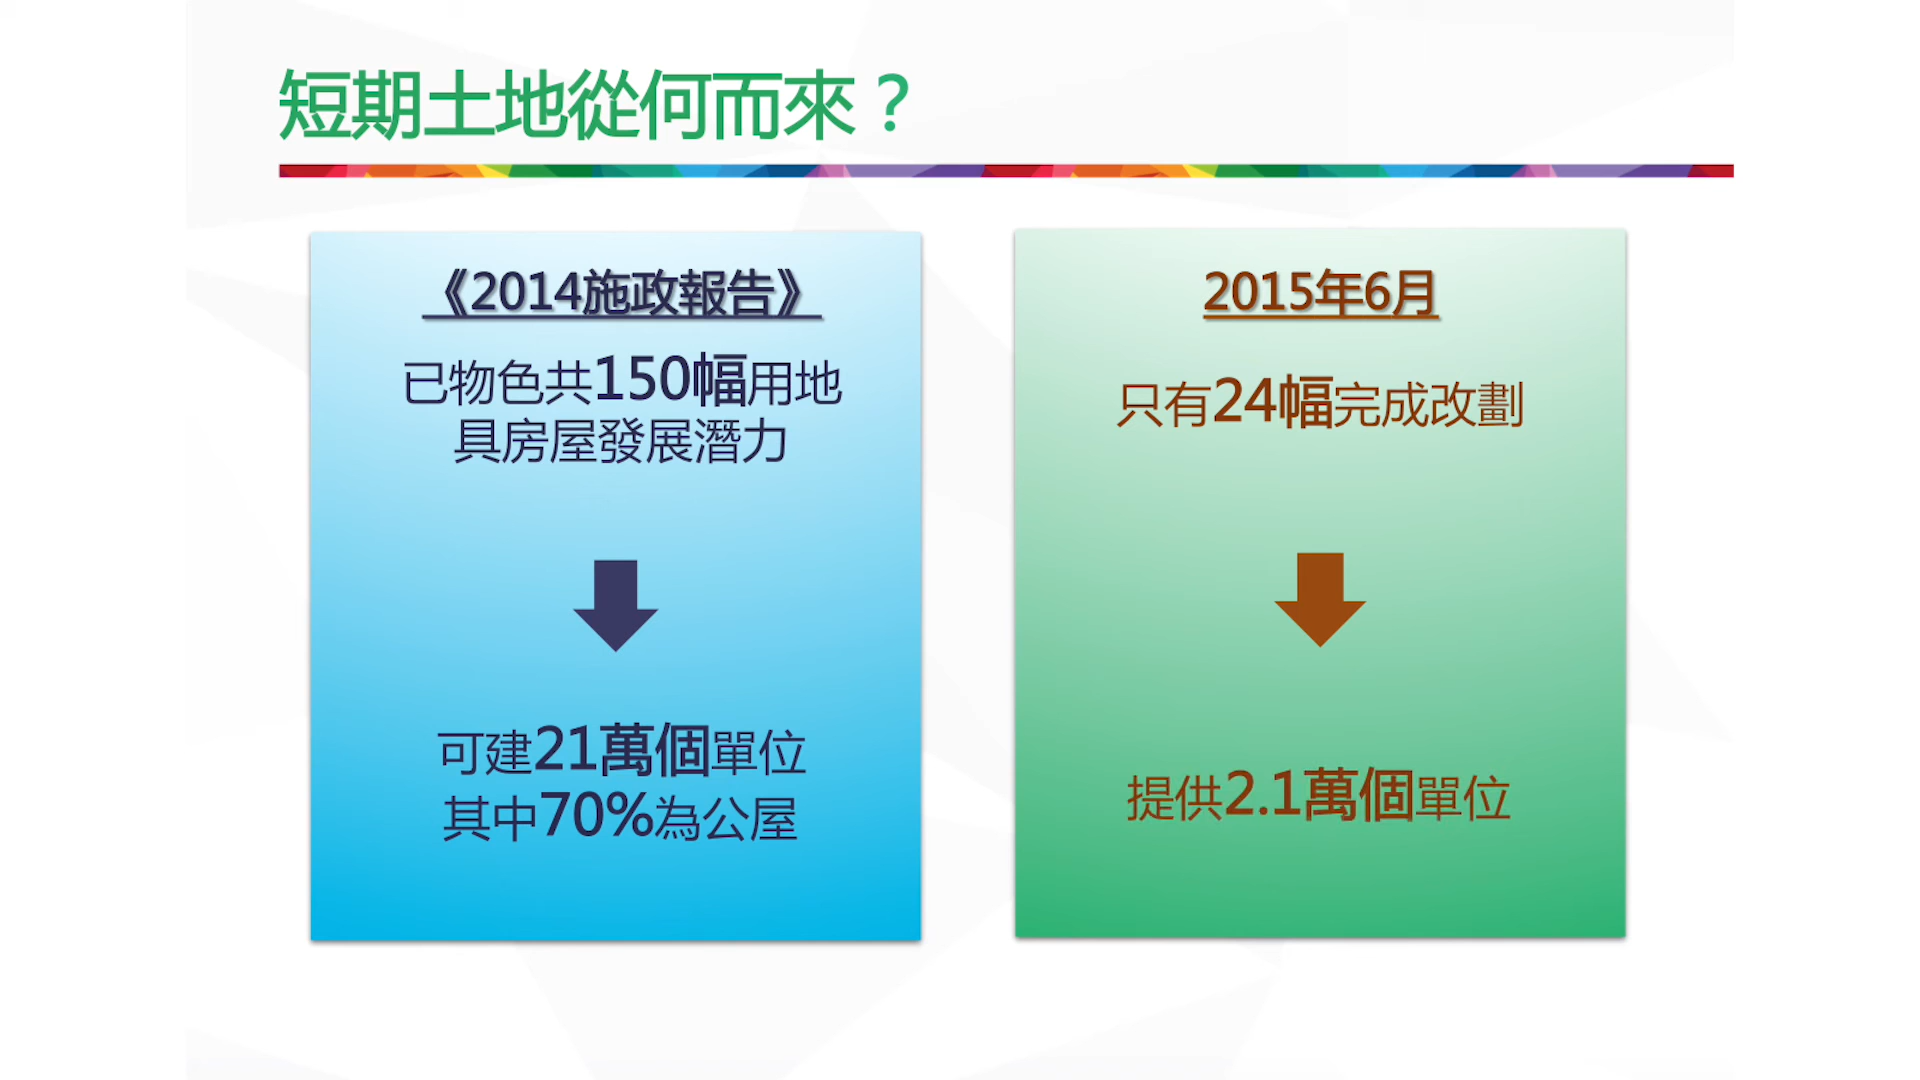 短期土地從何而來？
《2014施政報告》
已物色共150幅用地
具房屋發展潛力
可建21萬個單位
其中70%為公屋
2015年6月
只有24幅完成改劃
提供2.1萬個單位